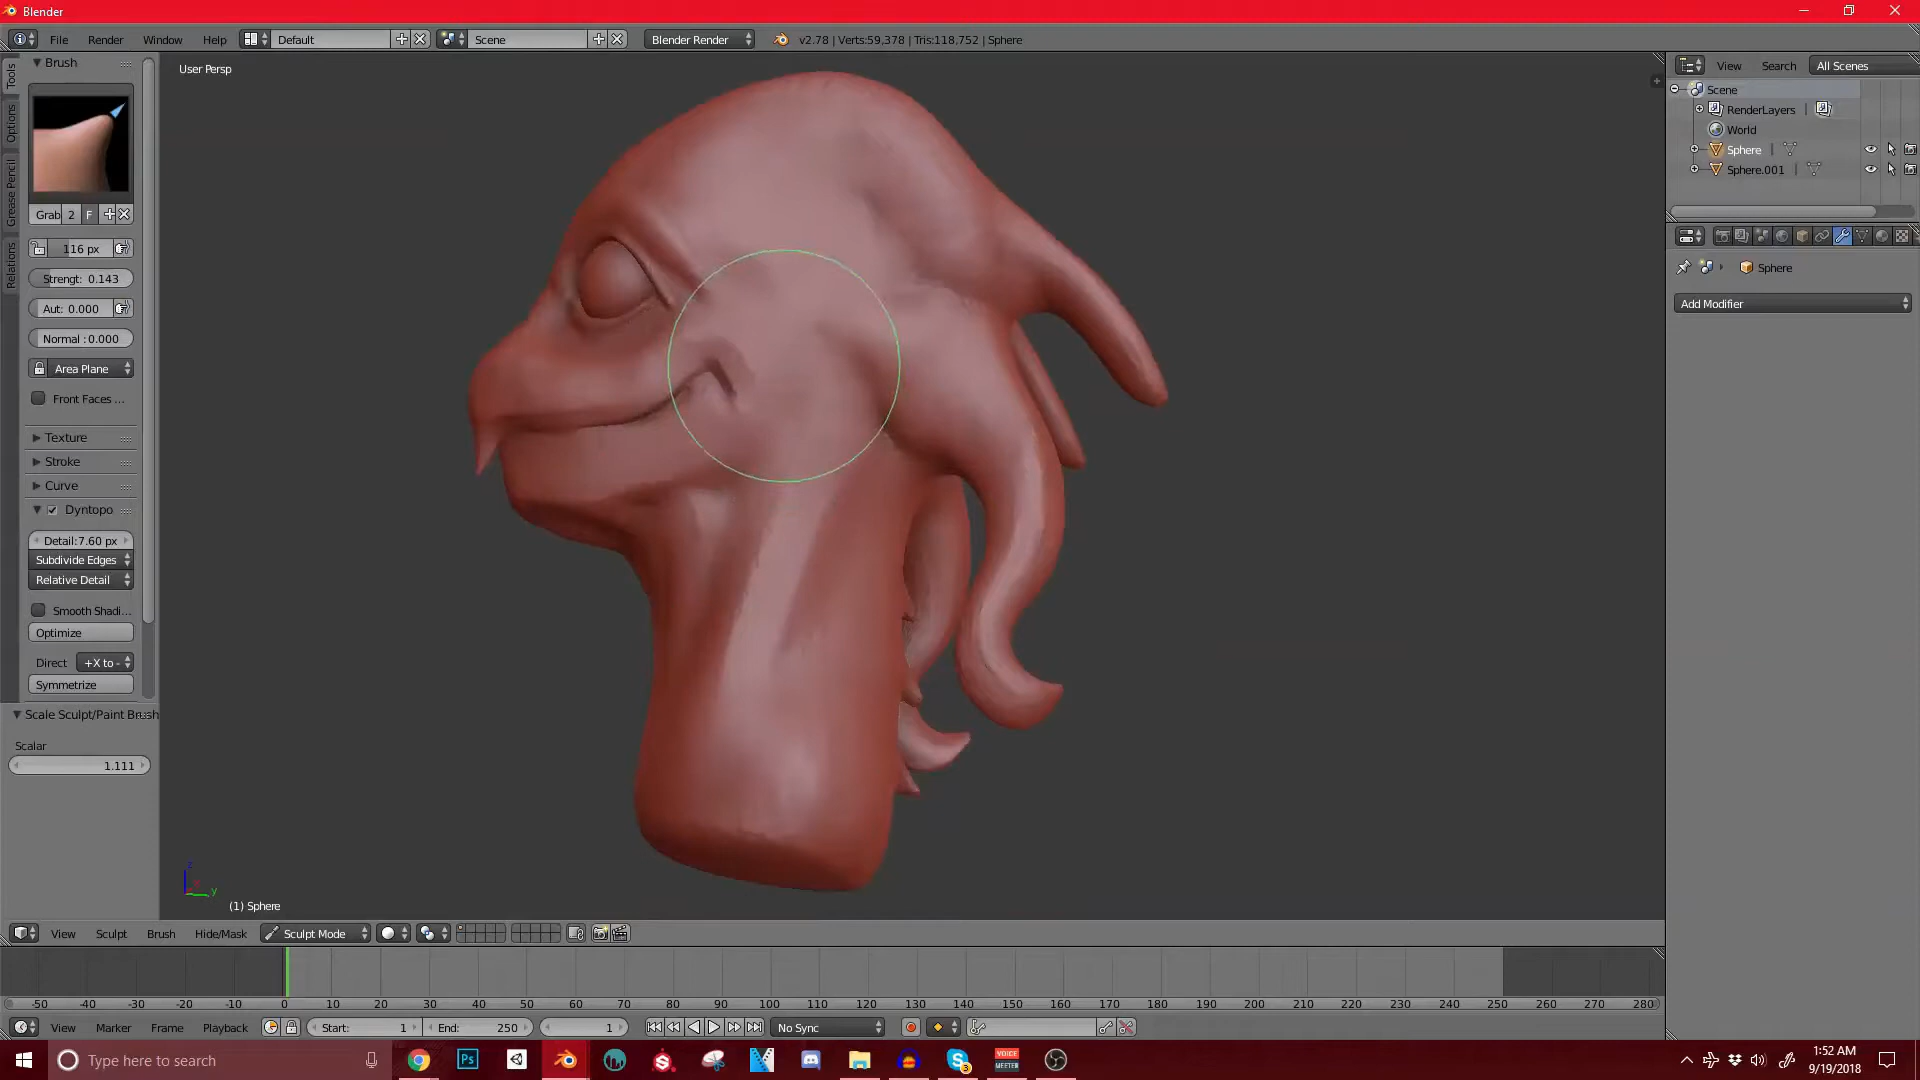 Blender
File Render Window Help Default Scene Blender Render v2.78 | Verts:59,378 | Tris:118,752 | Sphere
Brush
User Persp
Tools
Options
Grease Pencil
Relations
Grab 2 F
116 px
Strengt: 0.143
Aut: 0.000
Normal : 0.000
Area Plane
Front Faces ...
Texture
Stroke
Curve
Dyntopo
Detail:7.60 px
Subdivide Edges
Relative Detail
Smooth Shadi...
Optimize
Direct +X to -
Symmetrize
Scale Sculpt/Paint Brush
Scalar
1.111
View Search All Scenes
Scene
RenderLayers
World
Sphere
Sphere.001
Sphere
Add Modifier
z
y
(1) Sphere
View Sculpt Brush Hide/Mask Sculpt Mode
-50 -40 -30 -20 -10 0 10 20 30 40 50 60 70 80 90 100 110 120 130 140 150 160 170 180 190 200 210 220 230 240 250 260 270 280
View Marker Frame Playback Start: 1 End: 250 1 No Sync
Type here to search
Ps
S
3
VOICE
MEETER
1:52 AM
9/19/2018